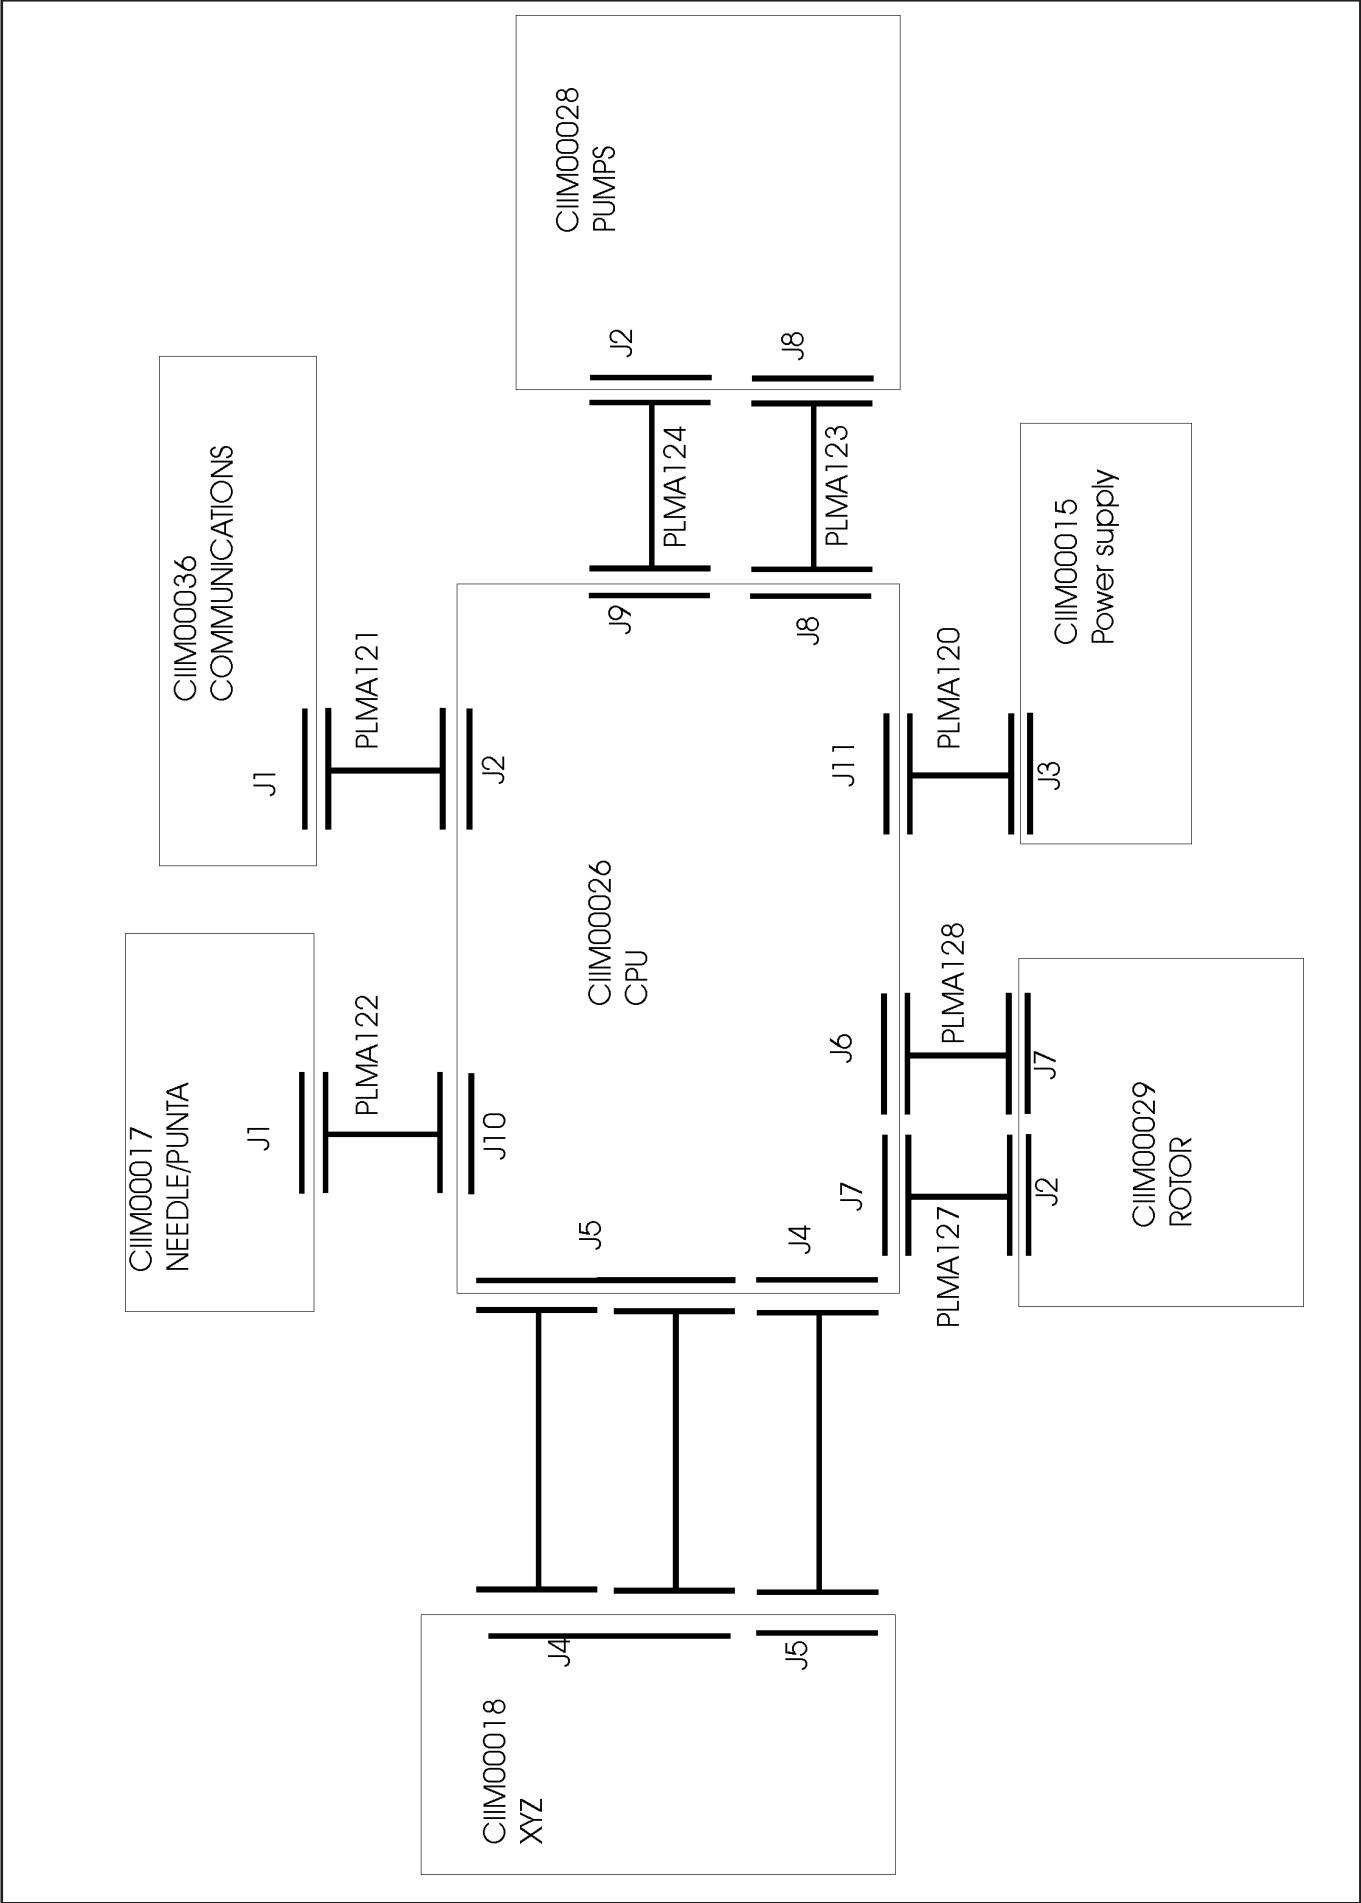 CIIM00028
PUMPS
J2
J8
PLMA124
PLMA123
J9
J8
CIIM00036
COMMUNICATIONS
J1
PLMA121
J2
CIIM00015
Power supply
J3
PLMA120
J11
CIIM00026
CPU
CIIM00017
NEEDLE/PUNTA
J1
PLMA122
J10
J6
PLMA128
J7
J7
PLMA127
J2
CIIM00029
ROTOR
J5
J4
J4
J5
CIIM00018
XYZ